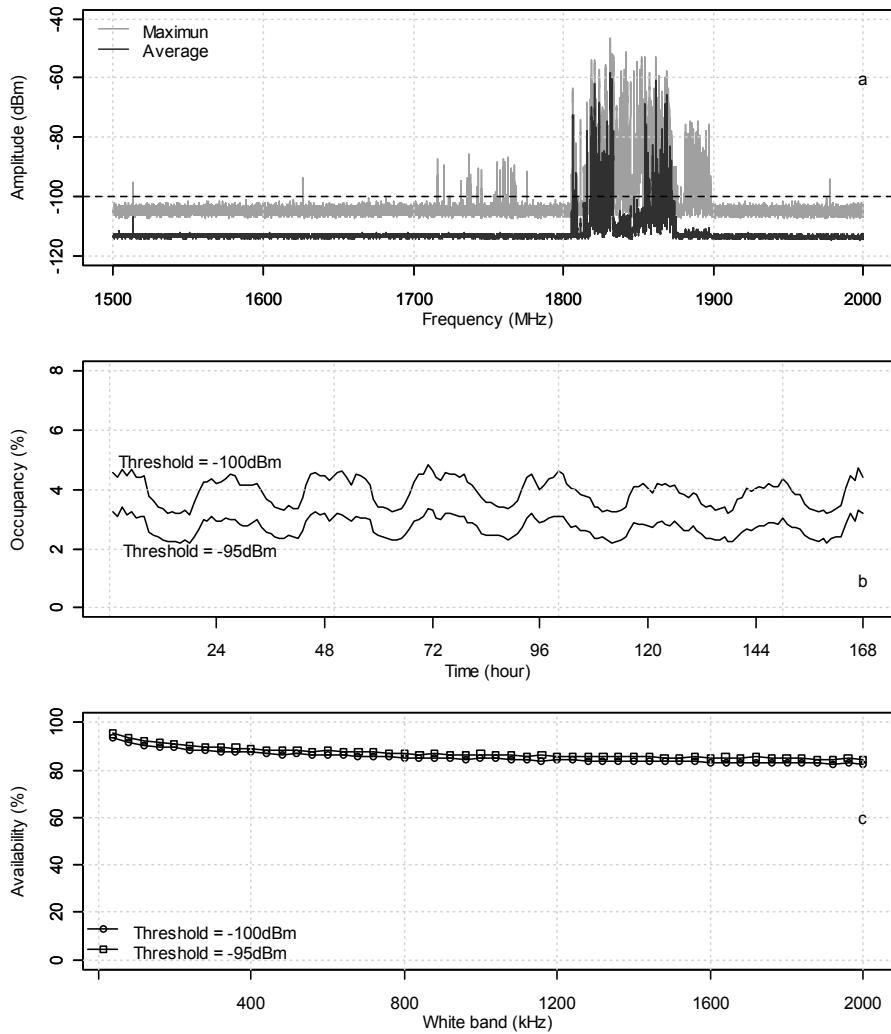 -40
Maximun
Average
a
-60
-80
-100
-120
Amplitude (dBm)
1500 1600 1700 1800 1900 2000
Frequency (MHz)
8
6
Threshold = -100dBm
4
Threshold = -95dBm
2
b
0
Occupancy (%)
24 48 72 96 120 144 168
Time (hour)
100
80
60
c
40
20
Threshold = -100dBm
0
Threshold = -95dBm
Availability (%)
400 800 1200 1600 2000
White band (kHz)